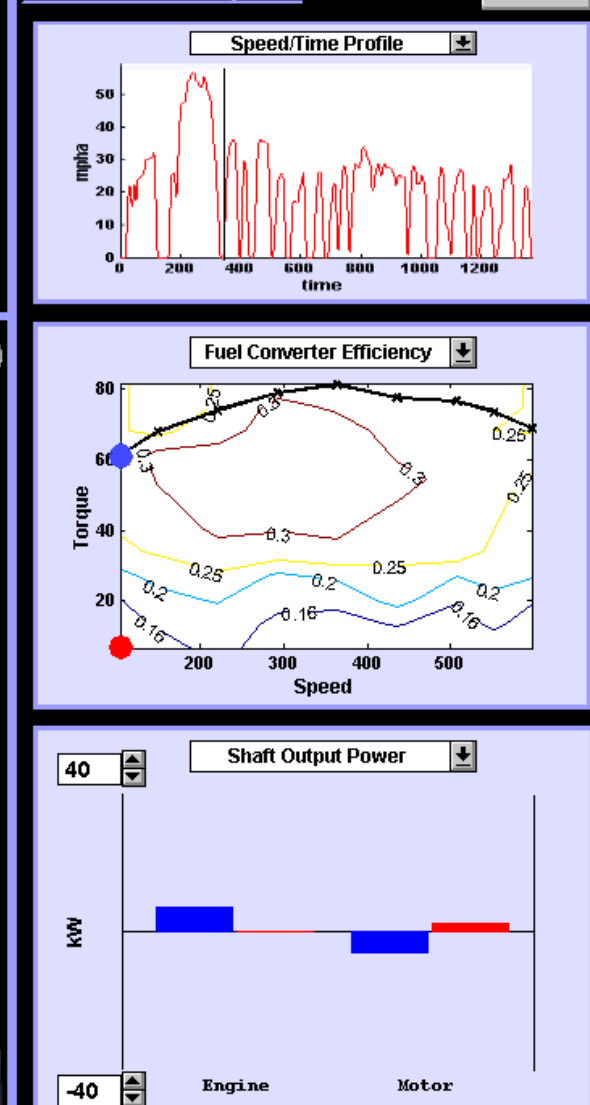 Speed/Time Profile
50
40
30
20
10
0
mpha
0 200 400 600 800 1000 1200
time
Fuel Converter Efficiency
80
60
40
20
Torque
0.25
0.3
0.25
0.3
0.3
0.25
0.3
0.25
0.2
0.25
0.2
0.2
0.16
0.16
0.16
200 300 400 500
Speed
Shaft Output Power
40
kW
-40
Engine Motor